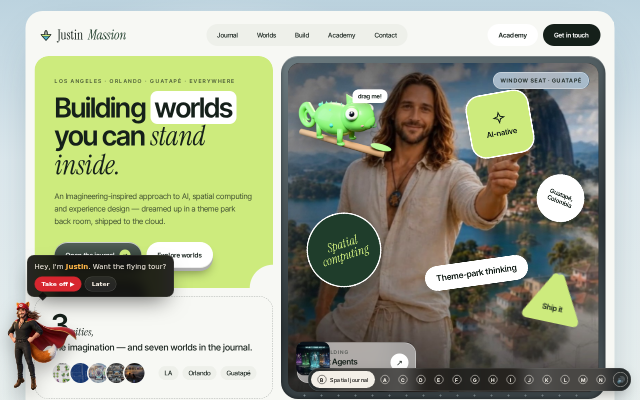 Justin Massion
Journal Worlds Build Academy Contact
Academy Get in touch
LOS ANGELES · ORLANDO · GUATAPÉ · EVERYWHERE
Building worlds
you can stand
inside.
An Imagineering-inspired approach to AI, spatial computing
and experience design — dreamed up in a theme park
back room, shipped to the cloud.
Open the journal
Explore worlds
Hey, I'm Justin. Want the flying tour?
Take off ▶ Later
3
cities,
imagination — and seven worlds in the journal.
LA Orlando Guatapé
WINDOW SEAT · GUATAPÉ
drag me!
AI-native
Guatapé,
Colombia
Spatial
computing
Theme-park thinking
Ship it
Agents
B Spatial journal A C D E F G H I J K L M N